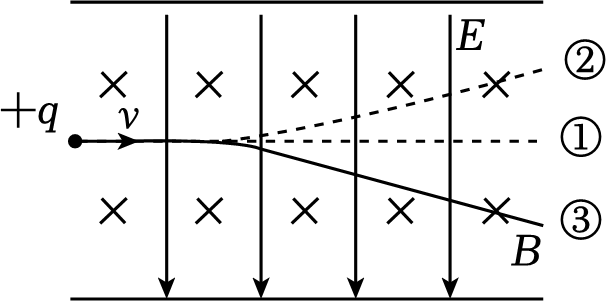 E
②
+q
v
①
③
B